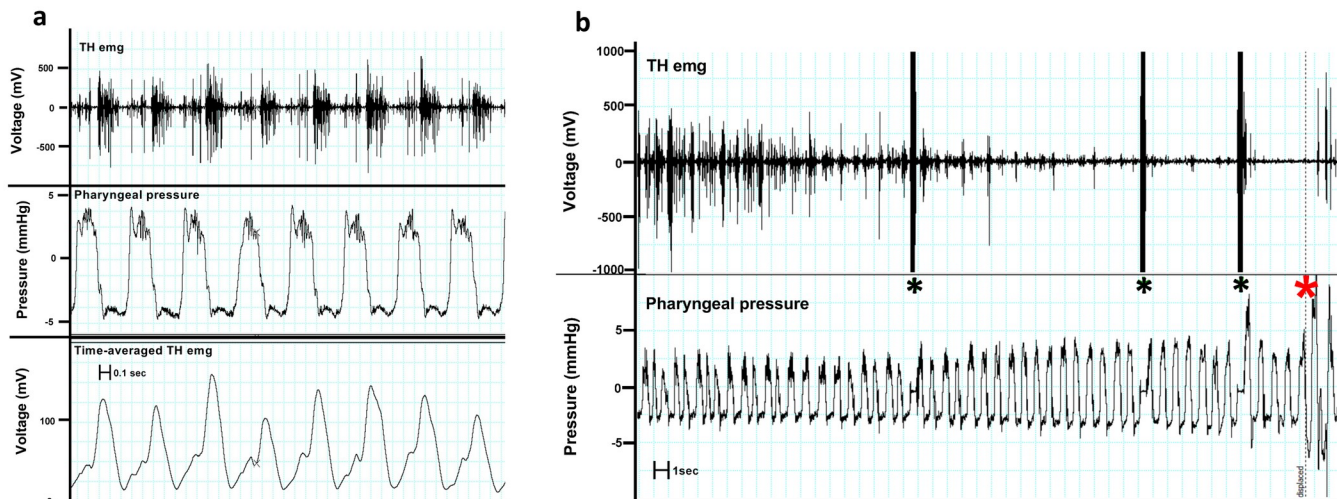 a
TH emg
Voltage (mV)
500
0
-500
Pharyngeal pressure
Pressure (mmHg)
5
0
-5
Time-averaged TH emg
0.1 sec
Voltage (mV)
100
b
TH emg
Voltage (mV)
1000
500
0
-500
-1000
* * * *
Pharyngeal pressure
Pressure (mmHg)
5
0
-5
1sec
displaced